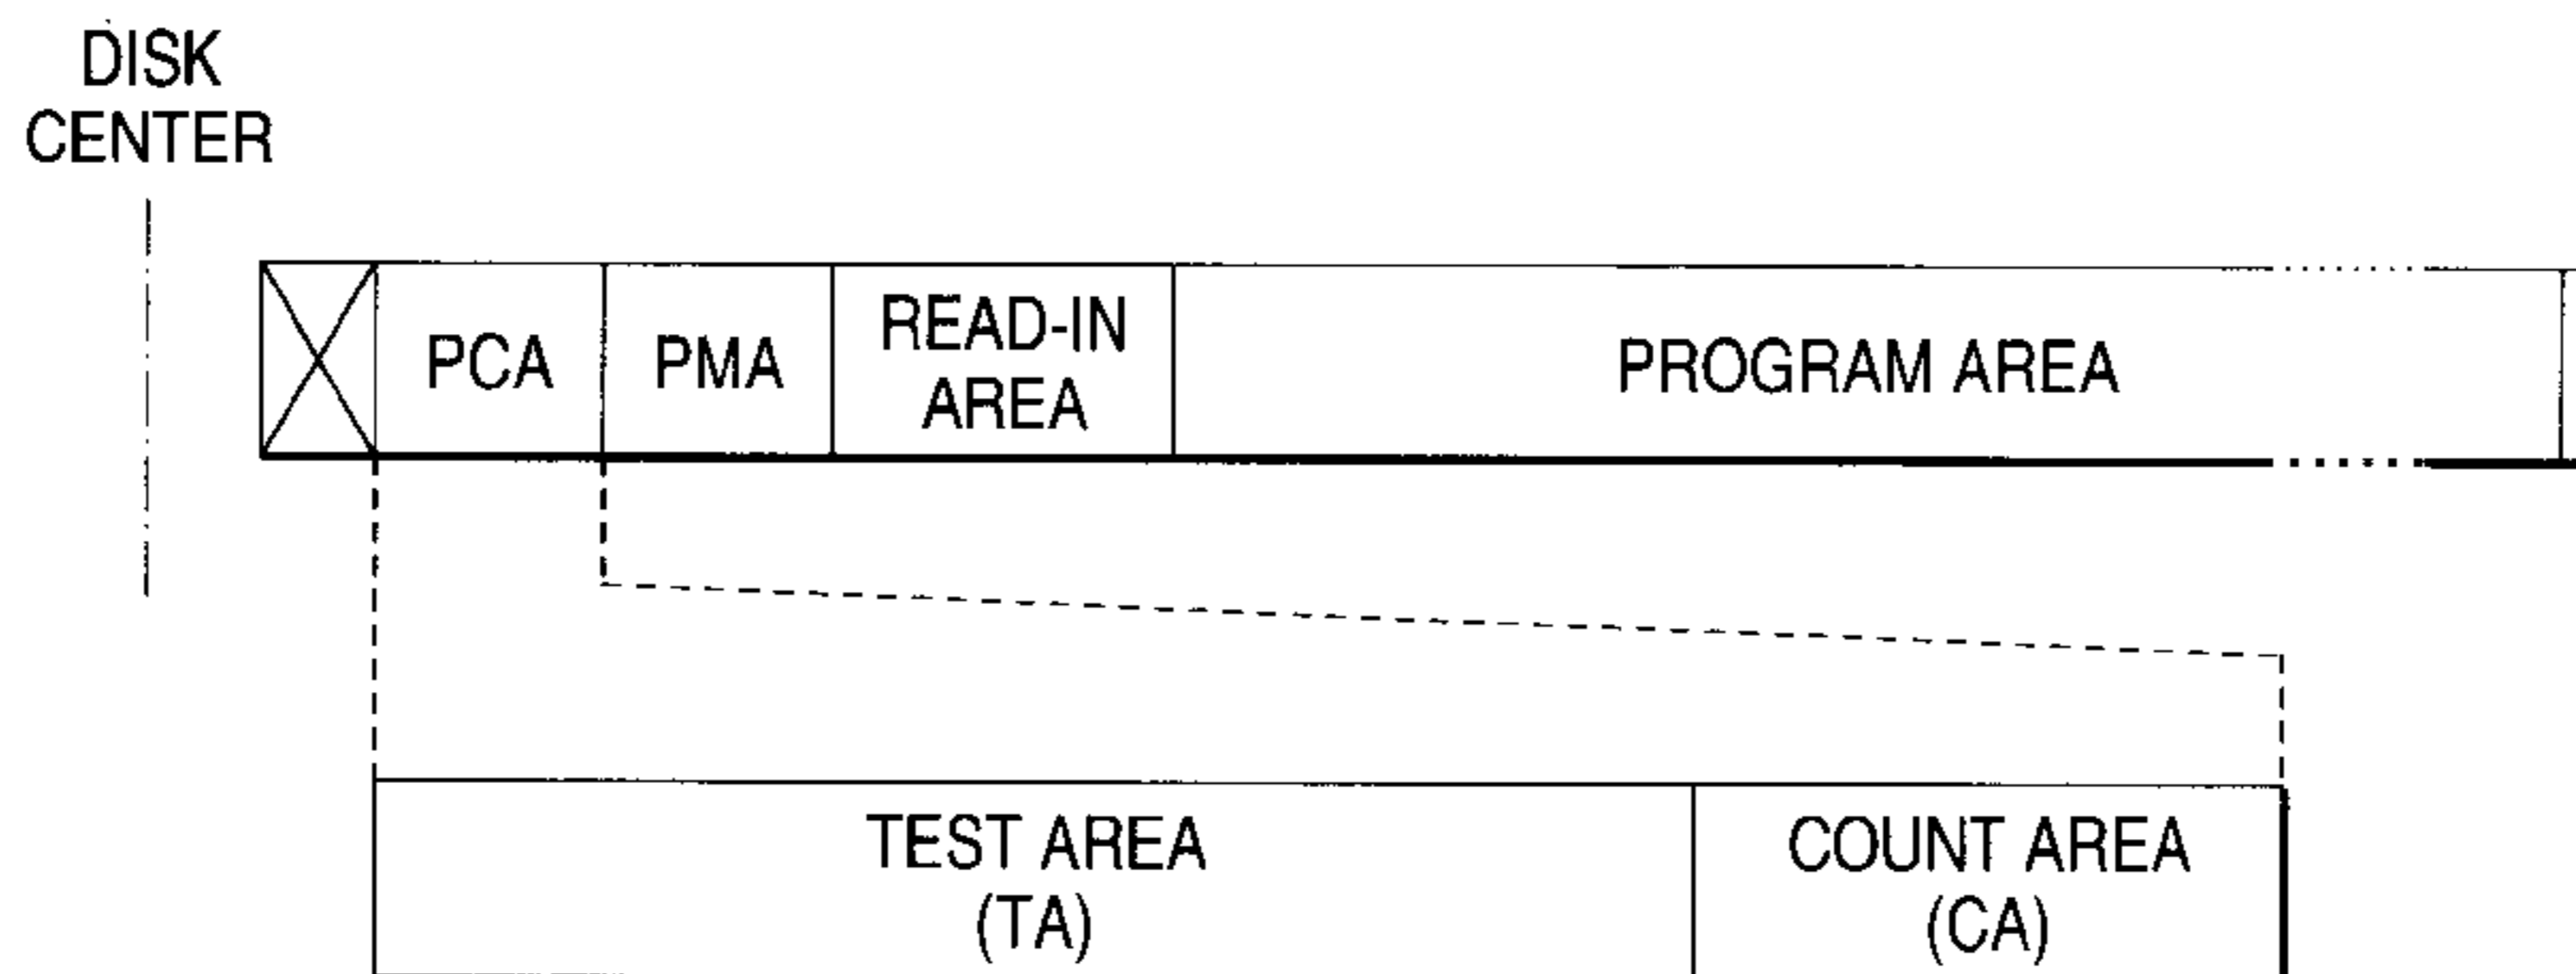 DISK
CENTER
PCA
PMA
READ-IN
AREA
PROGRAM AREA
TEST AREA
(TA)
COUNT AREA
(CA)